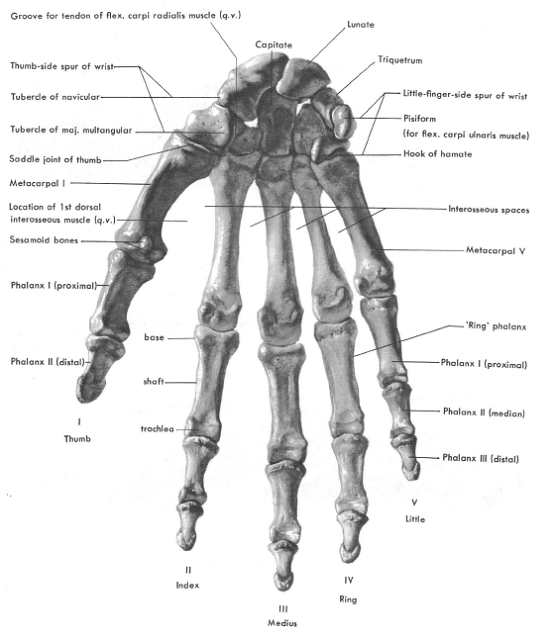 Groove for tendon of flex. carpi radialis muscle (q.v.)
Lunate
Capitate
Triquetrum
Thumb-side spur of wrist
Tubercle of navicular
Little-finger-side spur of wrist
Pisiform
(for flex. carpi ulnaris muscle)
Tubercle of maj. multangular
Hook of hamate
Saddle joint of thumb
Metacarpal I
Location of 1st dorsal
interosseous muscle (q.v.)
Interosseous spaces
Sesamoid bones
Metacarpal V
Phalanx I (proximal)
'Ring' phalanx
base
Phalanx II (distal)
Phalanx I (proximal)
shaft
Phalanx II (median)
trochlea
I
Thumb
Phalanx III (distal)
V
Little
II
Index
IV
Ring
III
Medius